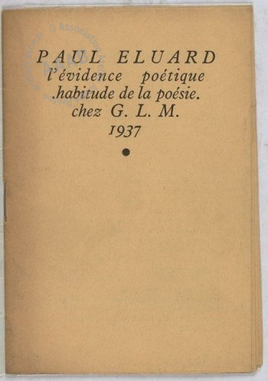 PAUL ELUARD
l'évidence poétique
habitude de la poésie.
chez G. L. M.
1937